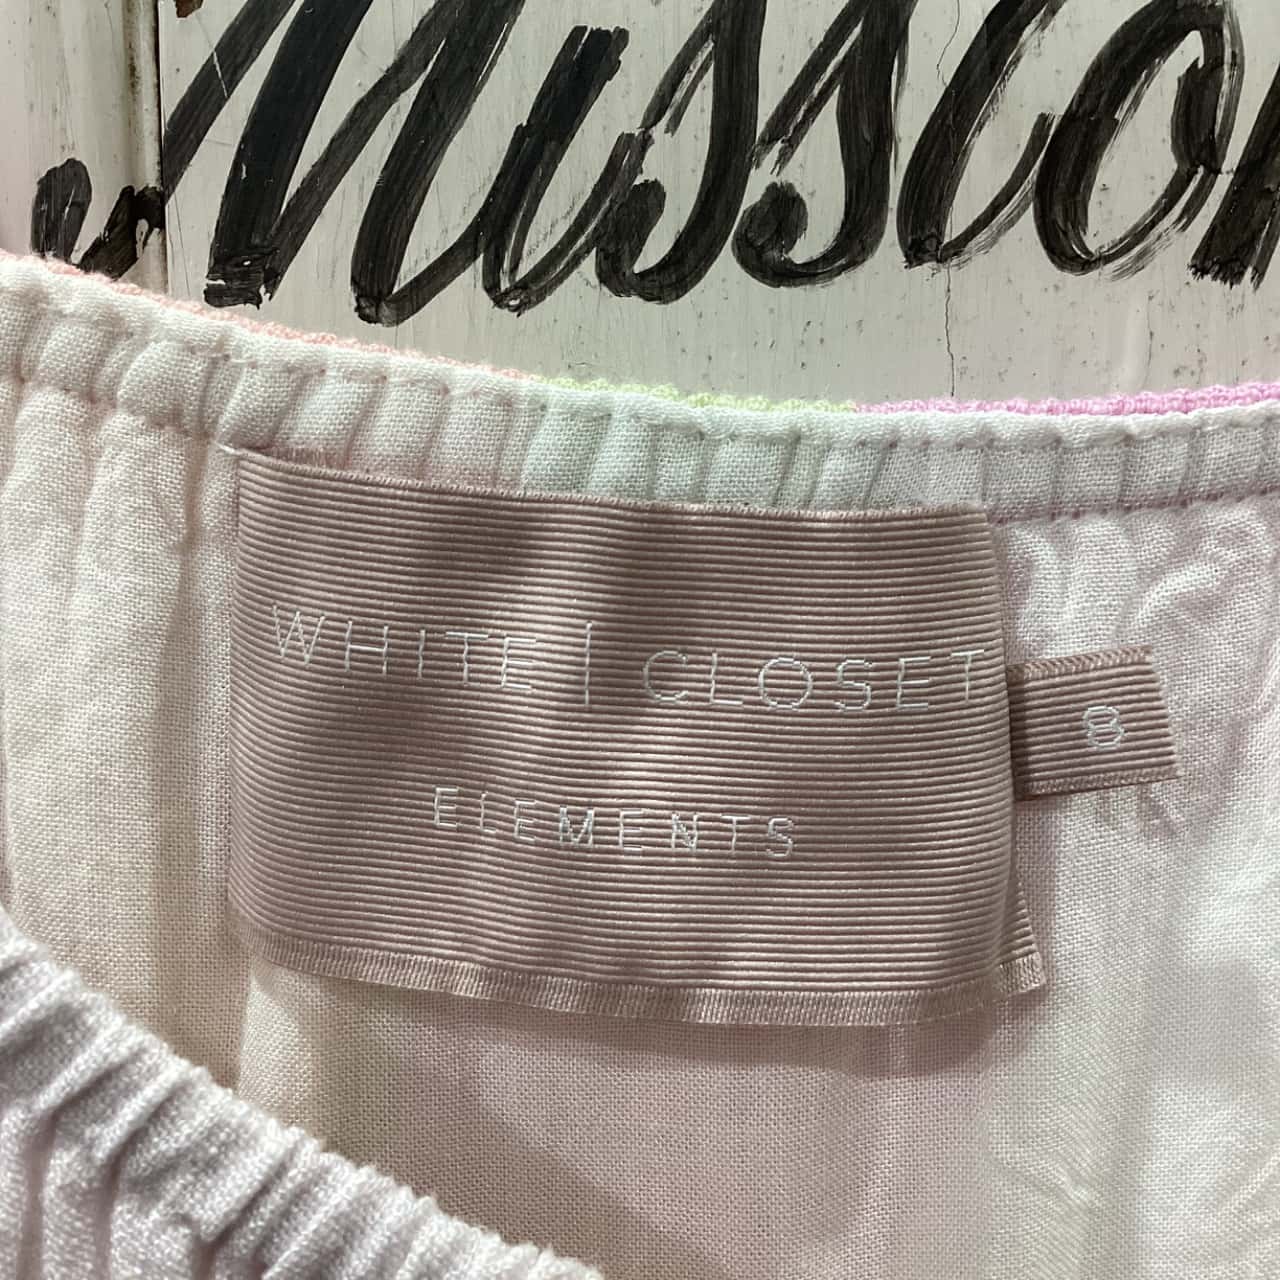 WHITE | CLOSET
8
ELEMENTS